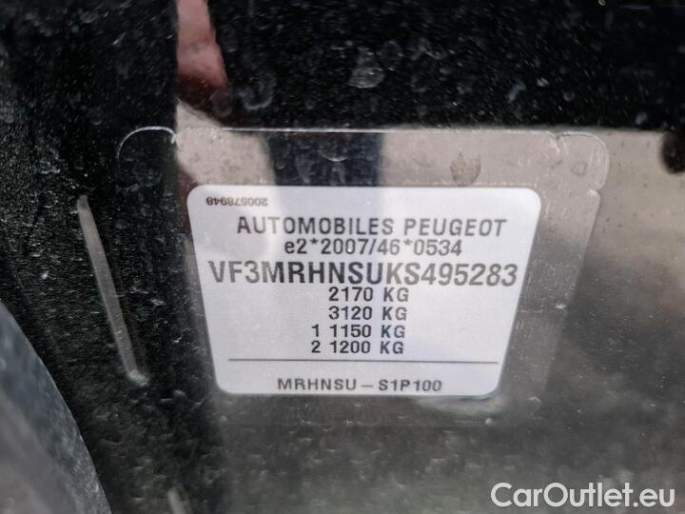 200578948
AUTOMOBILES PEUGEOT
e2*2007/46*0534
VF3MRHNSUKS495283
2170 KG
3120 KG
1 1150 KG
2 1200 KG
MRHNSU - S1P100
CarOutlet.eu